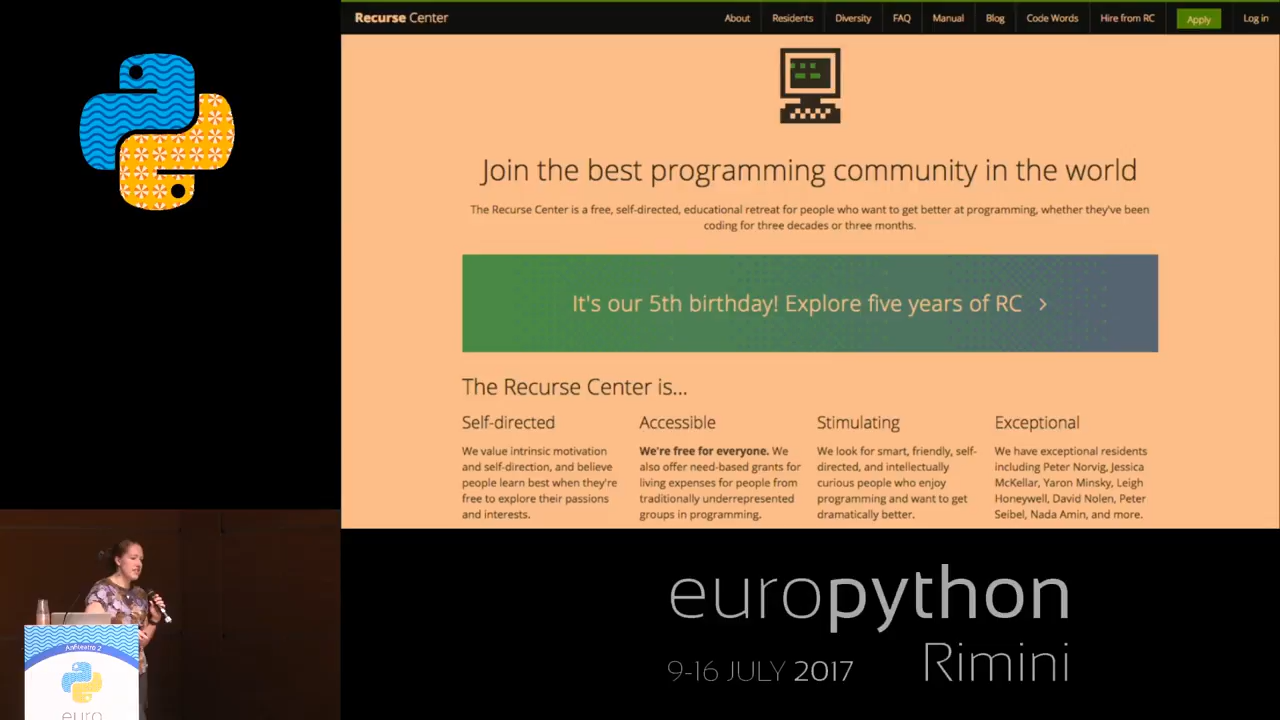 Recurse Center
About
Residents
Diversity
FAQ
Manual
Blog
Code Words
Hire from RC
Apply
Log in
Join the best programming community in the world
The Recurse Center is a free, self-directed, educational retreat for people who want to get better at programming, whether they've been
coding for three decades or three months.
It's our 5th birthday! Explore five years of RC >
The Recurse Center is...
Self-directed
We value intrinsic motivation
and self-direction, and believe
people learn best when they're
free to explore their passions
and interests.
Accessible
We're free for everyone. We
also offer need-based grants for
living expenses for people from
traditionally underrepresented
groups in programming.
Stimulating
We look for smart, friendly, self-
directed, and intellectually
curious people who enjoy
programming and want to get
dramatically better.
Exceptional
We have exceptional residents
including Peter Norvig, Jessica
McKellar, Yaron Minsky, Leigh
Honeywell, David Nolen, Peter
Seibel, Nada Amin, and more.
Anfiteatro 2
euro
europython
Rimini
9-16 JULY 2017